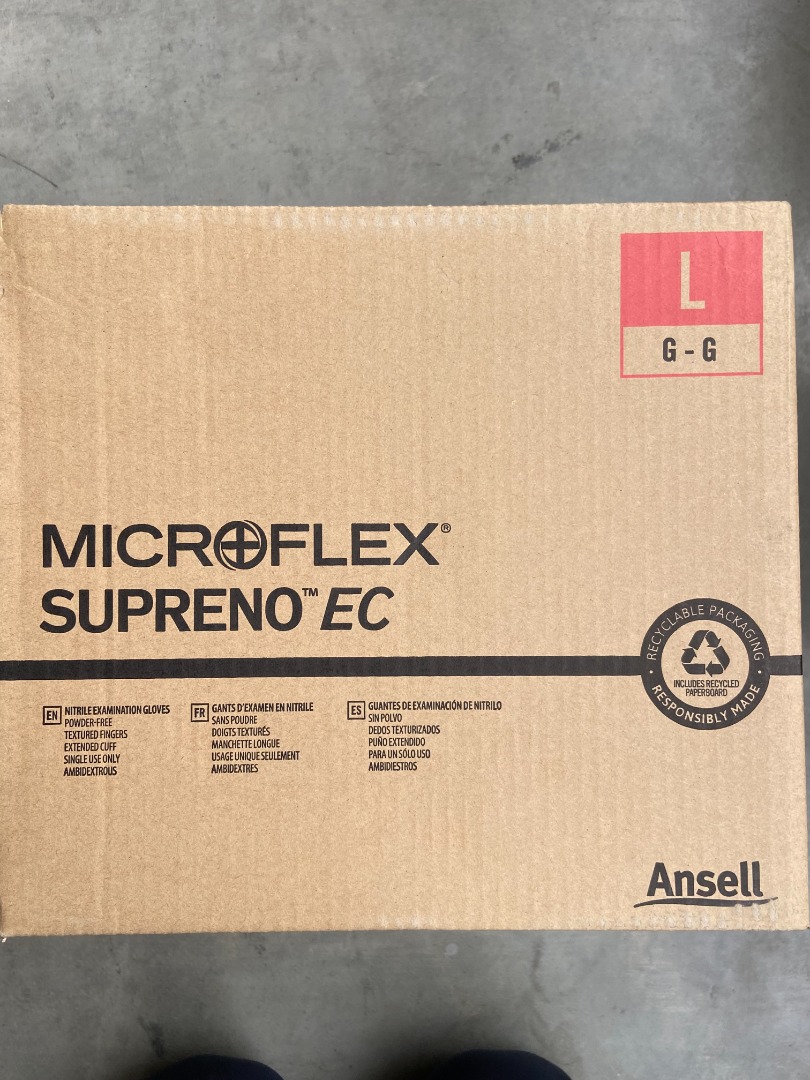 L
G - G
MICROFLEX®
SUPRENO™ EC
RECYCLABLE PACKAGING
INCLUDES RECYCLED
PAPERBOARD
RESPONSIBLY MADE
EN NITRILE EXAMINATION GLOVES
POWDER-FREE
TEXTURED FINGERS
EXTENDED CUFF
SINGLE USE ONLY
AMBIDEXTROUS
FR GANTS D'EXAMEN EN NITRILE
SANS POUDRE
DOIGTS TEXTURÉS
MANCHETTE LONGUE
USAGE UNIQUE SEULEMENT
AMBIDEXTRES
ES GUANTES DE EXAMINACIÓN DE NITRILO
SIN POLVO
DEDOS TEXTURIZADOS
PUÑO EXTENDIDO
PARA UN SÓLO USO
AMBIDIESTROS
Ansell